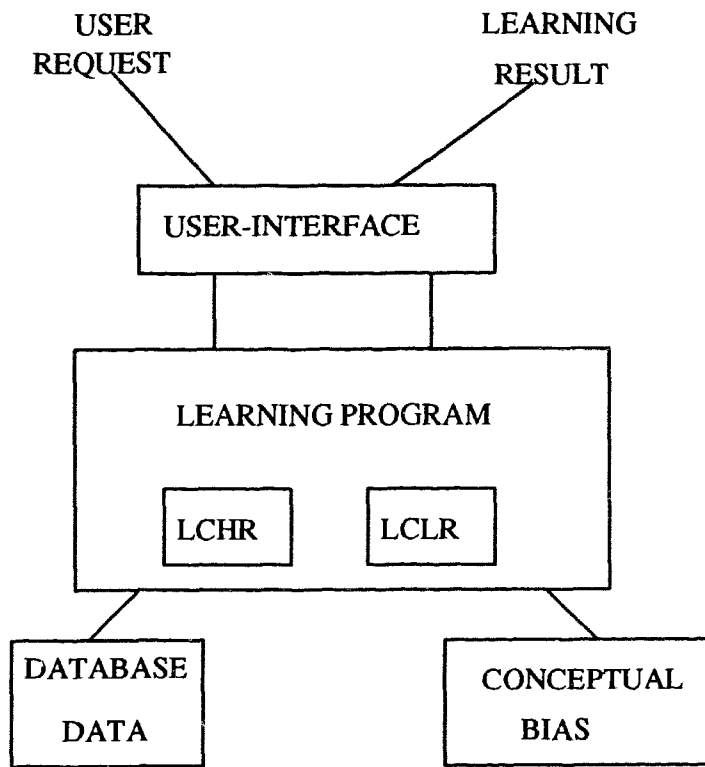 USER
REQUEST
LEARNING
RESULT
USER-INTERFACE
LEARNING PROGRAM
LCHR
LCLR
DATABASE
DATA
CONCEPTUAL
BIAS